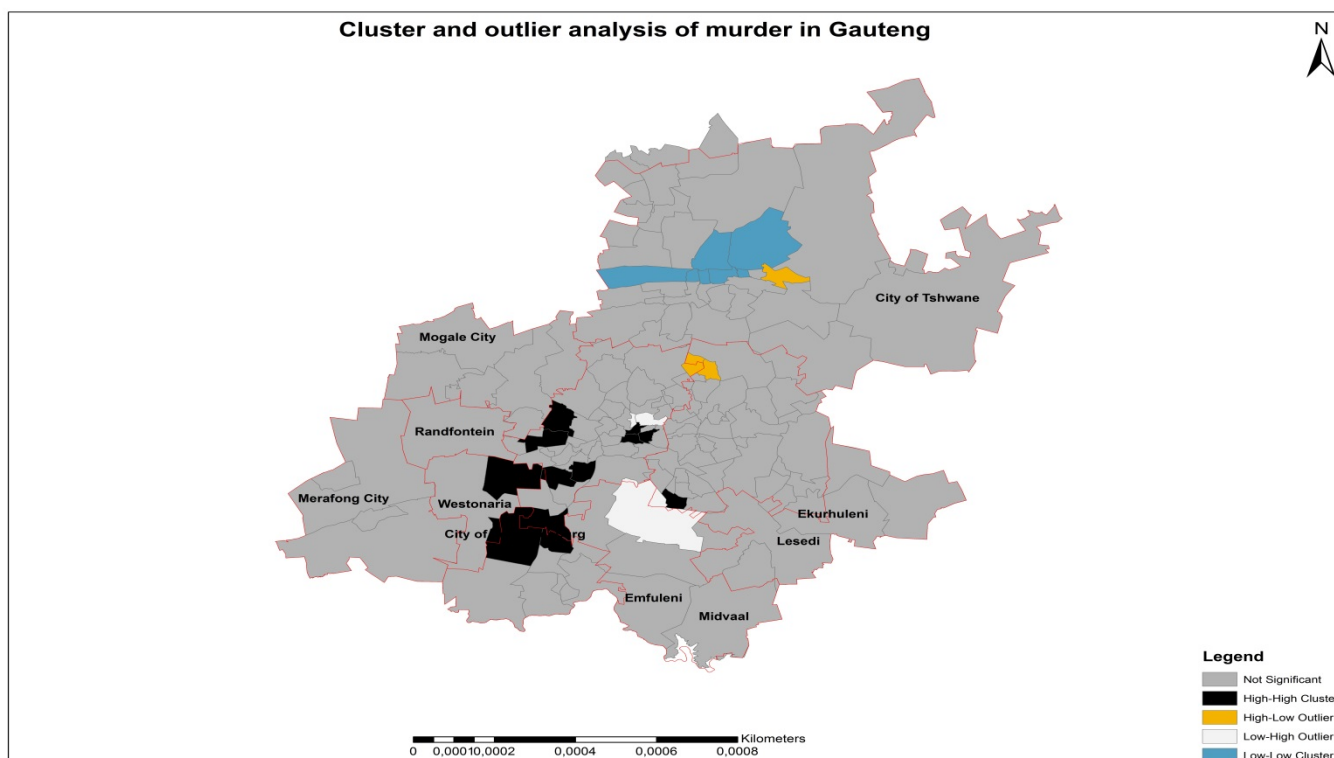 Cluster and outlier analysis of murder in Gauteng
N
City of Tshwane
Mogale City
Randfontein
Merafong City
Westonaria
Ekurhuleni
City of rg
Lesedi
Emfuleni
Midvaal
Legend
Not Significant
High-High Cluste
High-Low Outlier
Low-High Outlier
Low-Low Cluster
Kilometers
0 0,00010,0002 0,0004 0,0006 0,0008